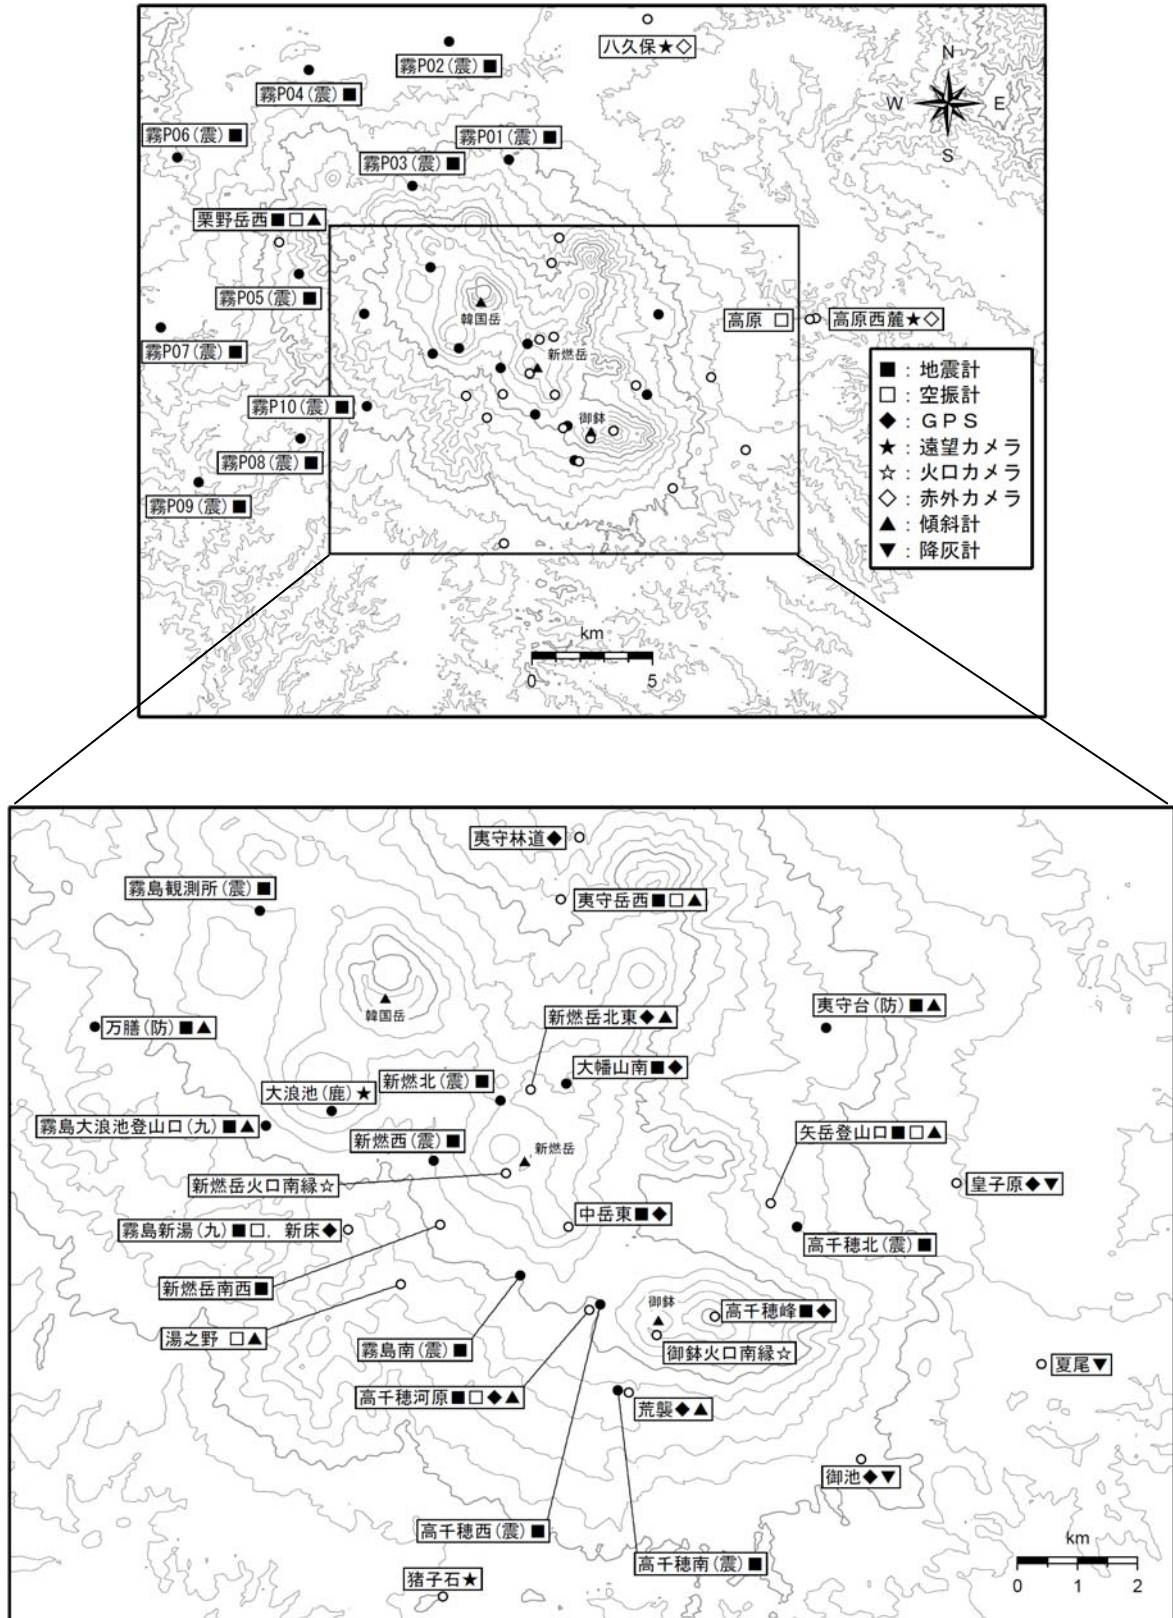 八久保★◇
霧P02(震)■
霧P04(震)■
N
W
E
S
霧P06(震)■
霧P01(震)■
霧P03(震)■
栗野岳西■□▲
霧P05(震)■
韓国岳
高原 □
高原西麓★◇
霧P07(震)■
新燃岳
霧P10(震)■
御鉢
霧P08(震)■
霧P09(震)■
■：地震計
□：空振計
◆：ＧＰＳ
★：遠望カメラ
☆：火口カメラ
◇：赤外カメラ
▲：傾斜計
▼：降灰計
km
0 5
夷守林道◆
霧島観測所(震)■
夷守岳西■□▲
韓国岳
新燃岳北東◆▲
夷守台(防)■▲
万膳(防)■▲
大幡山南■◆
新燃北(震)■
大浪池(鹿)★
霧島大浪池登山口(九)■▲
新燃西(震)■
矢岳登山口■□▲
新燃岳
新燃岳火口南縁☆
皇子原◆▼
中岳東■◆
霧島新湯(九)■□，新床◆
高千穂北(震)■
新燃岳南西■
御鉢
高千穂峰■◆
湯之野 □▲
霧島南(震)■
御鉢火口南縁☆
夏尾▼
高千穂河原■□◆▲
荒襲◆▲
御池◆▼
高千穂西(震)■
高千穂南(震)■
猪子石★
km
0 1 2